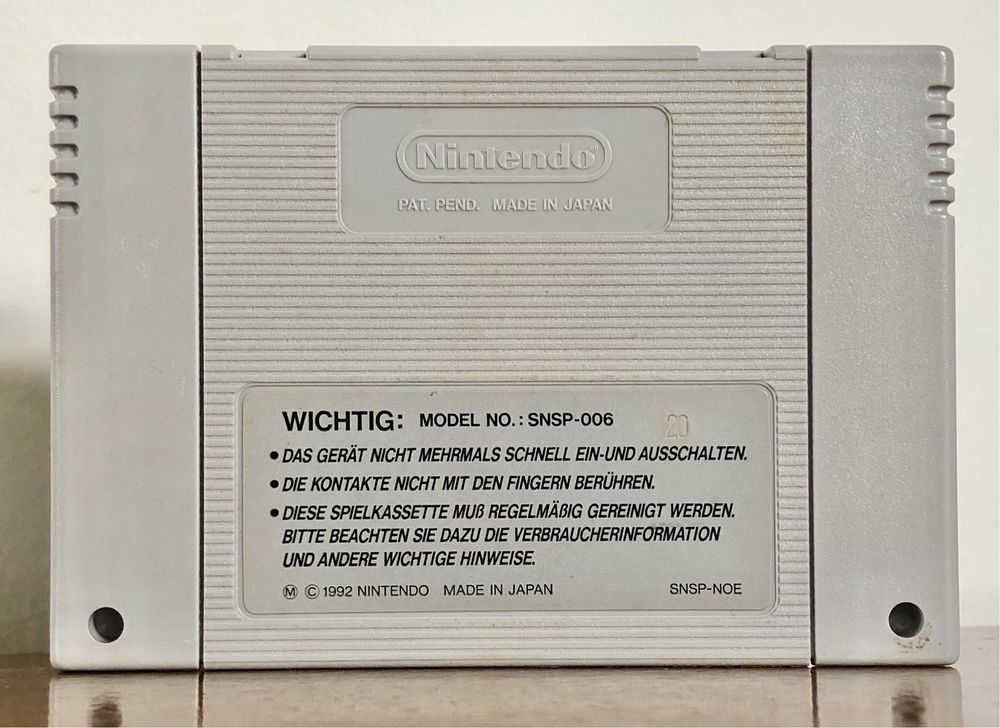 Nintendo®
PAT. PEND. MADE IN JAPAN
WICHTIG: MODEL NO.: SNSP-006
20
● DAS GERÄT NICHT MEHRMALS SCHNELL EIN-UND AUSSCHALTEN.
● DIE KONTAKTE NICHT MIT DEN FINGERN BERÜHREN.
● DIESE SPIELKASSETTE MUß REGELMÄßIG GEREINIGT WERDEN.
BITTE BEACHTEN SIE DAZU DIE VERBRAUCHERINFORMATION
UND ANDERE WICHTIGE HINWEISE.
Ⓜ © 1992 NINTENDO MADE IN JAPAN SNSP-NOE